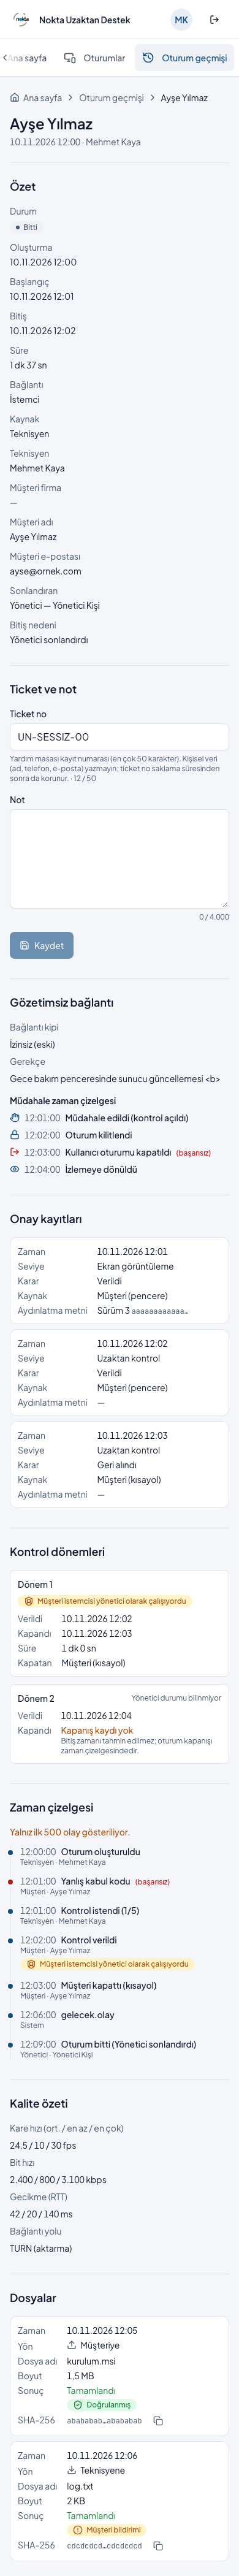 nokta
Nokta Uzaktan Destek
MK
Ana sayfa
Oturumlar
Oturum geçmişi
Ana sayfa > Oturum geçmişi > Ayşe Yılmaz
Ayşe Yılmaz
10.11.2026 12:00 · Mehmet Kaya
Özet
Durum
Bitti
Oluşturma
10.11.2026 12:00
Başlangıç
10.11.2026 12:01
Bitiş
10.11.2026 12:02
Süre
1 dk 37 sn
Bağlantı
İstemci
Kaynak
Teknisyen
Teknisyen
Mehmet Kaya
Müşteri firma
—
Müşteri adı
Ayşe Yılmaz
Müşteri e-postası
ayse@ornek.com
Sonlandıran
Yönetici — Yönetici Kişi
Bitiş nedeni
Yönetici sonlandırdı
Ticket ve not
Ticket no
UN-SESSIZ-00
Yardım masası kayıt numarası (en çok 50 karakter). Kişisel veri
(ad, telefon, e-posta) yazmayın; ticket no saklama süresinden
sonra da korunur. · 12 / 50
Not
0 / 4.000
Kaydet
Gözetimsiz bağlantı
Bağlantı kipi
İzinsiz (eski)
Gerekçe
Gece bakım penceresinde sunucu güncellemesi <b>
Müdahale zaman çizelgesi
12:01:00 Müdahale edildi (kontrol açıldı)
12:02:00 Oturum kilitlendi
12:03:00 Kullanıcı oturumu kapatıldı (başarısız)
12:04:00 İzlemeye dönüldü
Onay kayıtları
Zaman 10.11.2026 12:01
Seviye Ekran görüntüleme
Karar Verildi
Kaynak Müşteri (pencere)
Aydınlatma metni Sürüm 3 aaaaaaaaaaaa…
Zaman 10.11.2026 12:02
Seviye Uzaktan kontrol
Karar Verildi
Kaynak Müşteri (pencere)
Aydınlatma metni —
Zaman 10.11.2026 12:03
Seviye Uzaktan kontrol
Karar Geri alındı
Kaynak Müşteri (kısayol)
Aydınlatma metni —
Kontrol dönemleri
Dönem 1
Müşteri istemcisi yönetici olarak çalışıyordu
Verildi 10.11.2026 12:02
Kapandı 10.11.2026 12:03
Süre 1 dk 0 sn
Kapatan Müşteri (kısayol)
Dönem 2 Yönetici durumu bilinmiyor
Verildi 10.11.2026 12:04
Kapandı Kapanış kaydı yok
Bitiş zamanı tahmin edilmez; oturum kapanışı
zaman çizelgesindedir.
Zaman çizelgesi
Yalnız ilk 500 olay gösteriliyor.
12:00:00 Oturum oluşturuldu
Teknisyen · Mehmet Kaya
12:01:00 Yanlış kabul kodu (başarısız)
Müşteri · Ayşe Yılmaz
12:01:00 Kontrol istendi (1/5)
Teknisyen · Mehmet Kaya
12:02:00 Kontrol verildi
Müşteri · Ayşe Yılmaz
Müşteri istemcisi yönetici olarak çalışıyordu
12:03:00 Müşteri kapattı (kısayol)
Müşteri · Ayşe Yılmaz
12:06:00 gelecek.olay
Sistem
12:09:00 Oturum bitti (Yönetici sonlandırdı)
Yönetici · Yönetici Kişi
Kalite özeti
Kare hızı (ort. / en az / en çok)
24,5 / 10 / 30 fps
Bit hızı
2.400 / 800 / 3.100 kbps
Gecikme (RTT)
42 / 20 / 140 ms
Bağlantı yolu
TURN (aktarma)
Dosyalar
Zaman 10.11.2026 12:05
Yön Müşteriye
Dosya adı kurulum.msi
Boyut 1,5 MB
Sonuç Tamamlandı
Doğrulanmış
SHA-256 abababab…abababab
Zaman 10.11.2026 12:06
Yön Teknisyene
Dosya adı log.txt
Boyut 2 KB
Sonuç Tamamlandı
Müşteri bildirimi
SHA-256 cdcdcdcd…cdcdcdcd